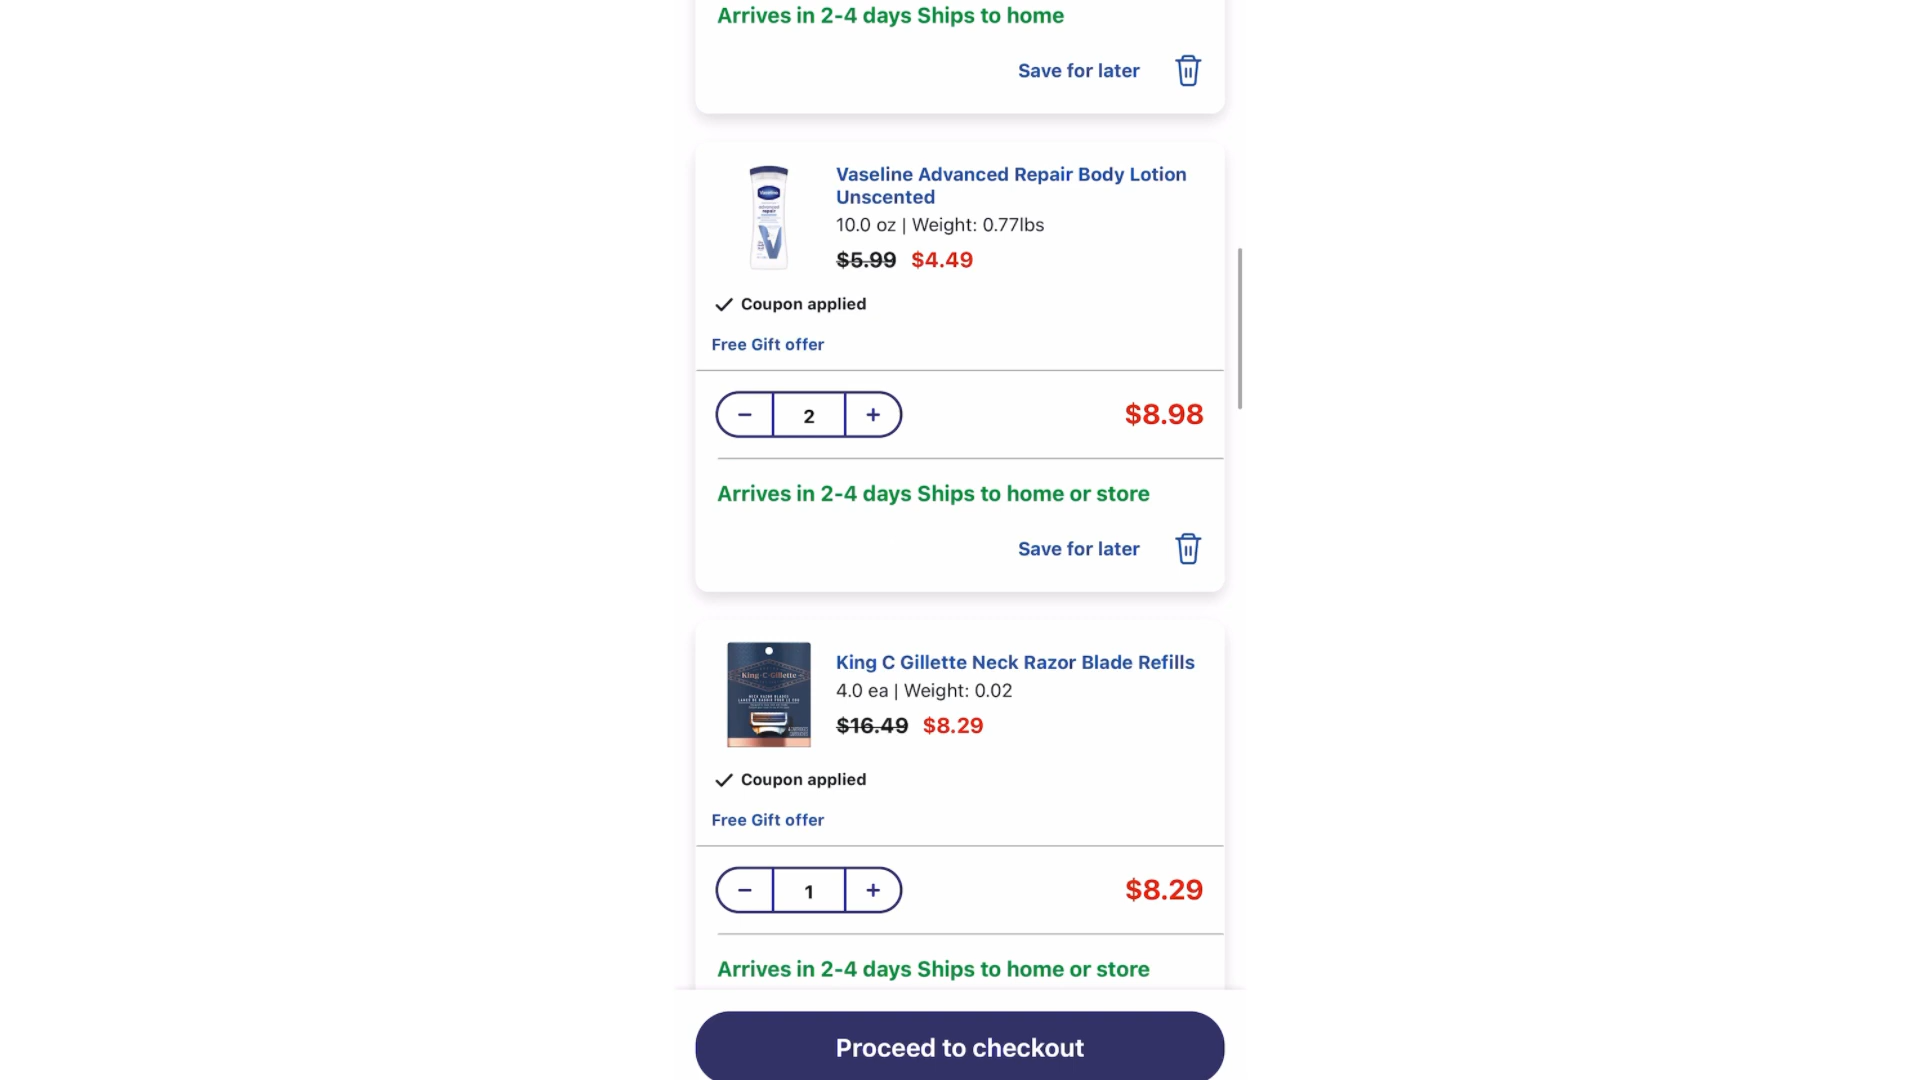 Arrives in 2-4 days Ships to home
Save for later
Vaseline Advanced Repair Body Lotion
Unscented
10.0 oz | Weight: 0.77lbs
$5.99 $4.49
Coupon applied
Free Gift offer
− 2 + $8.98
Arrives in 2-4 days Ships to home or store
Save for later
King C Gillette Neck Razor Blade Refills
4.0 ea | Weight: 0.02
$16.49 $8.29
King C. Gillette
Coupon applied
Free Gift offer
− 1 + $8.29
Arrives in 2-4 days Ships to home or store
Proceed to checkout